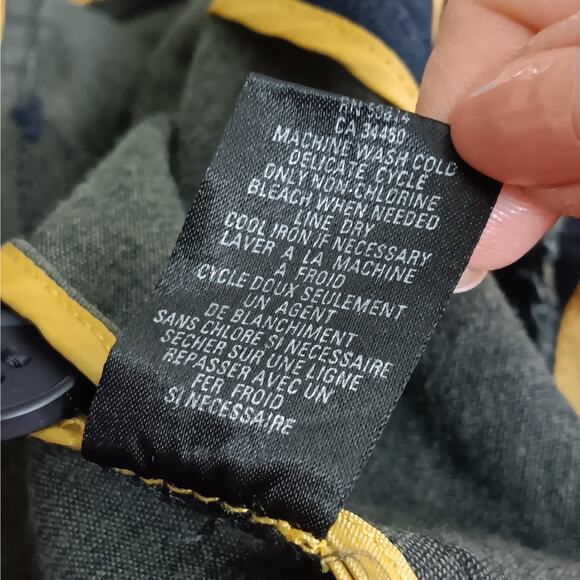 CA 34480
MACHINE WASH COLD
DELICATE CYCLE
ONLY NON-CHLORINE
BLEACH WHEN NEEDED
LINE DRY
COOL IRON IF NECESSARY
LAVER A LA MACHINE
A FROID
CYCLE DOUX SEULEMENT
UN AGENT
DE BLANCHIMENT
SANS CHLORE SI NECESSAIRE
SECHER SUR UNE LIGNE
REPASSER AVEC UN
FER FROID
SI NECESSAIRE